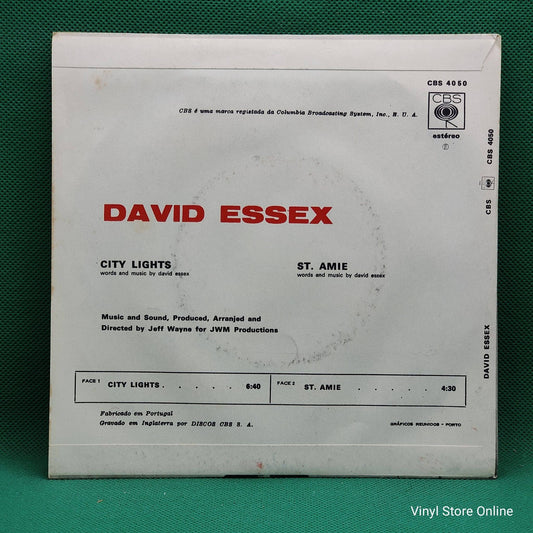 CBS 4050
CBS
estéreo
CBS é uma marca registada da Columbia Broadcasting System, Inc., E. U. A.
DAVID ESSEX
CITY LIGHTS
words and music by david essex
ST. AMIE
words and music by david essex
Music and Sound, Produced, Arranjed and
Directed by Jeff Wayne for JWM Productions
FACE 1 CITY LIGHTS . . . . . 6:40
FACE 2 ST. AMIE . . . . . 4:30
Fabricado em Portugal
Gravado em Inglaterra por DISCOS CBS S. A.
GRÁFICOS REUNIDOS - PORTO
DAVID ESSEX CBS CBS 4050
Vinyl Store Online